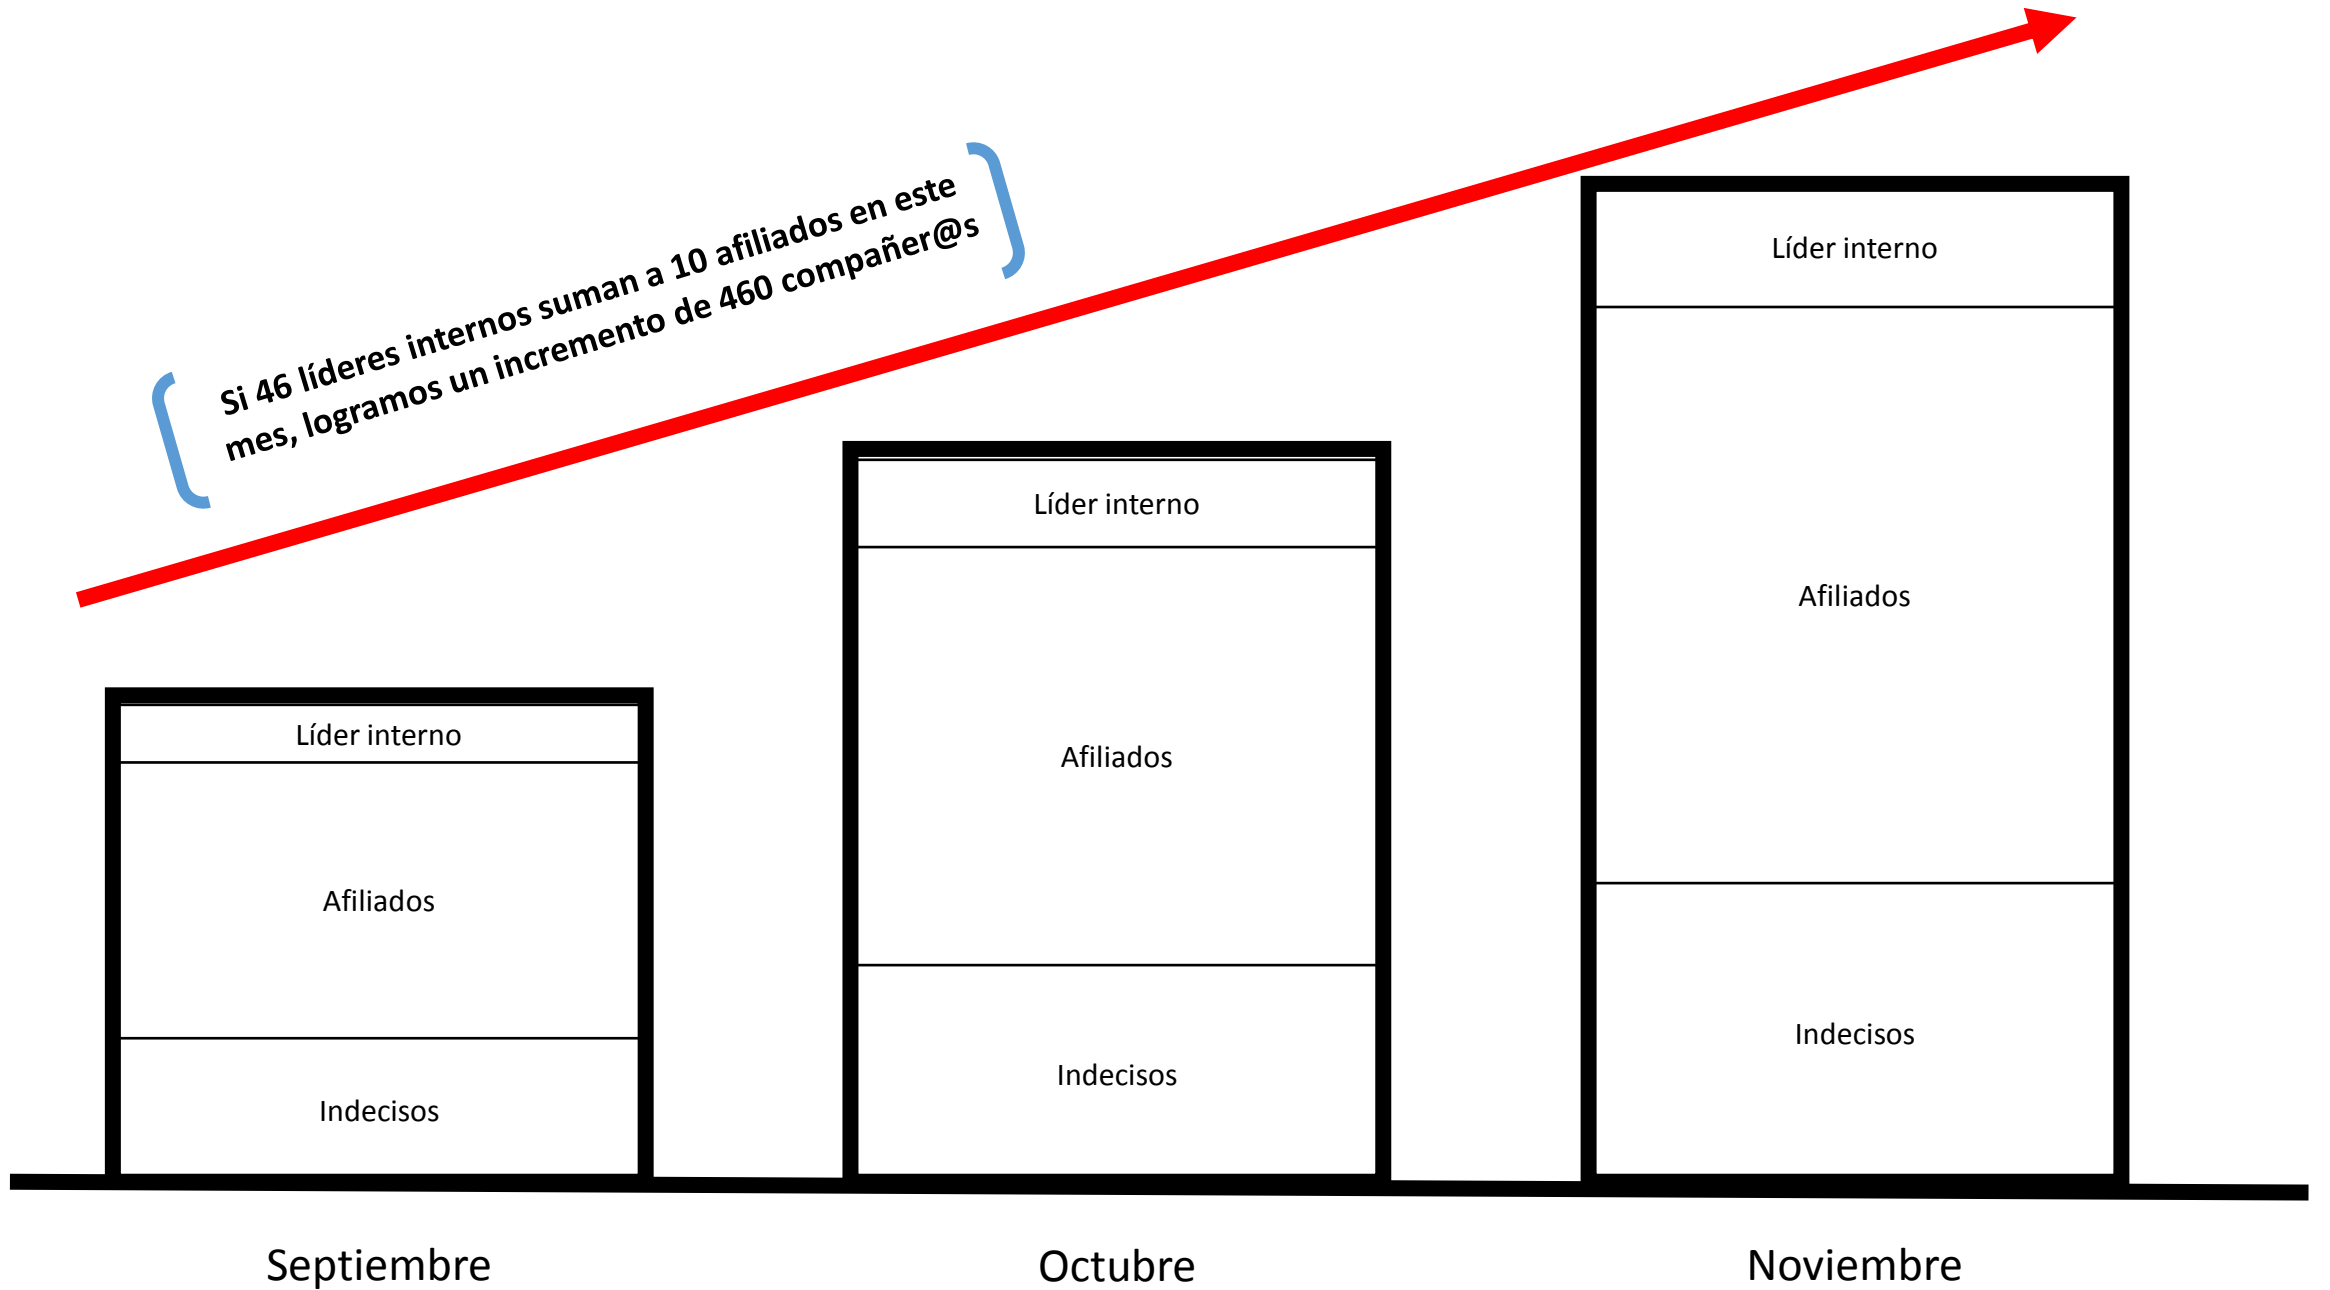 Si 46 líderes internos suman a 10 afiliados en este
mes, logramos un incremento de 460 compañer@s
Líder interno
Afiliados
Indecisos
Líder interno
Afiliados
Indecisos
Líder interno
Afiliados
Indecisos
Septiembre
Octubre
Noviembre